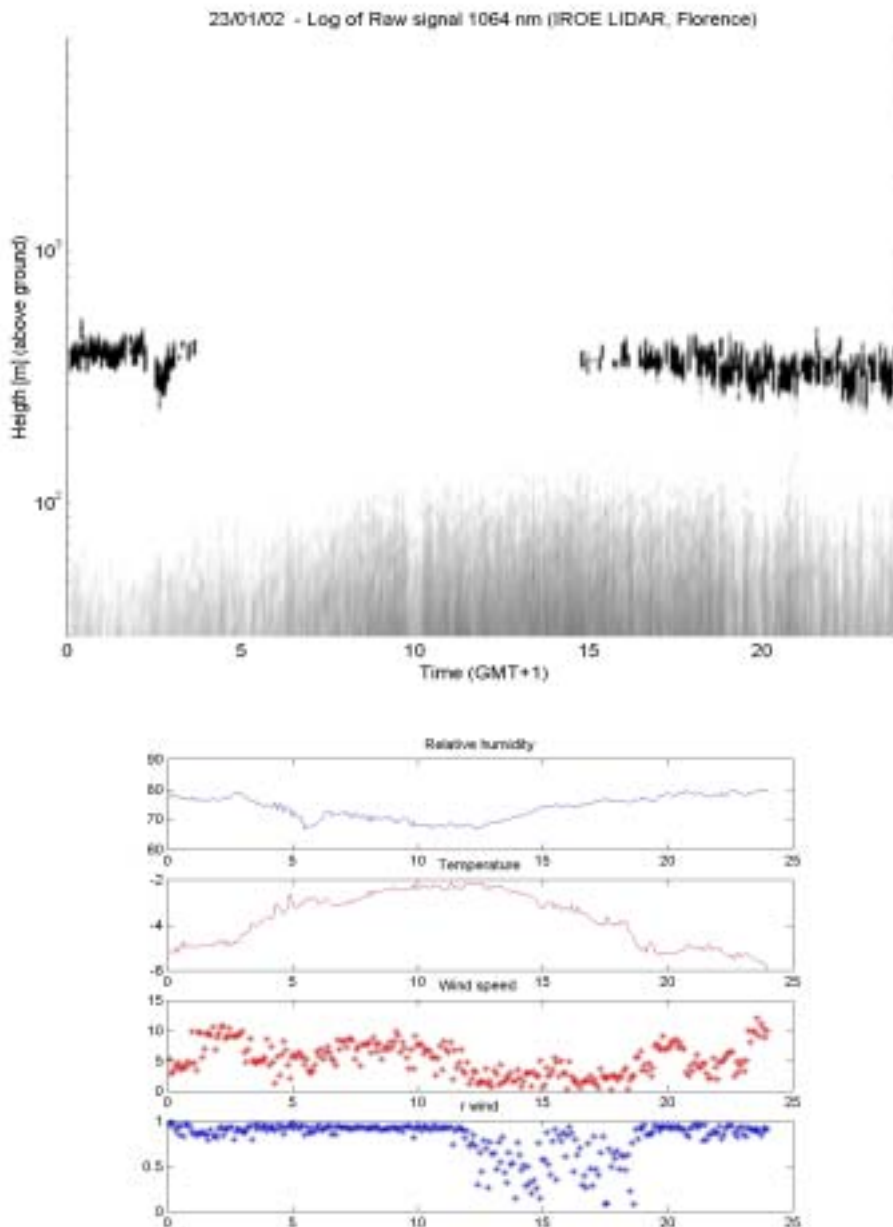 23/01/02 - Log of Raw signal 1064 nm (IROE LIDAR, Florence)
Heigth [m] (above ground)
10³
10²
0 5 10 15 20
Time (GMT+1)
Relative humidity
90
80
70
60
0 5 10 15 20 25
Temperature
-2
-4
-6
0 5 10 15 20 25
Wind speed
15
10
5
0
0 5 10 15 20 25
r wind
1
0.5
0
0 5 10 15 20 25